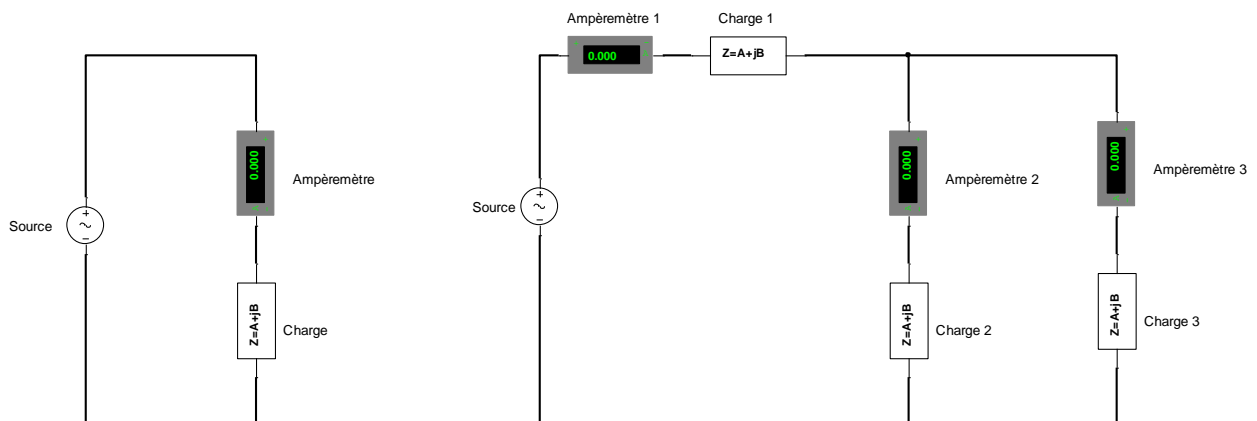 Ampèremètre 1
Charge 1
0.000
Z=A+jB
0.000
Ampèremètre
Source
+
~
−
Z=A+jB
Charge
Source
+
~
−
0.000
Ampèremètre 2
0.000
Ampèremètre 3
Z=A+jB
Charge 2
Z=A+jB
Charge 3